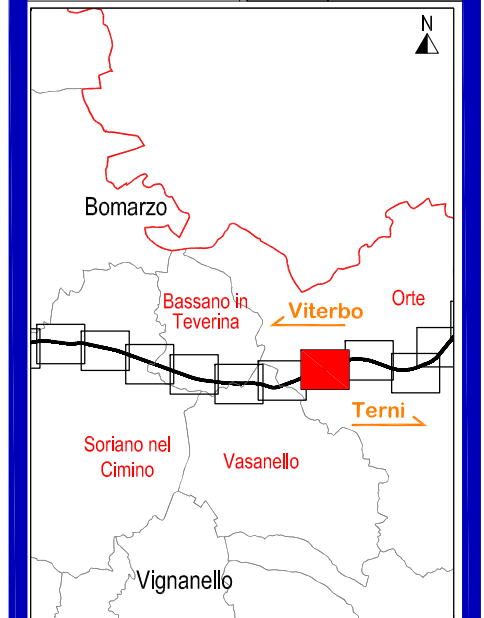 N
Bomarzo
Bassano in
Teverina
Viterbo
Orte
Terni
Soriano nel
Cimino
Vasanello
Vignanello